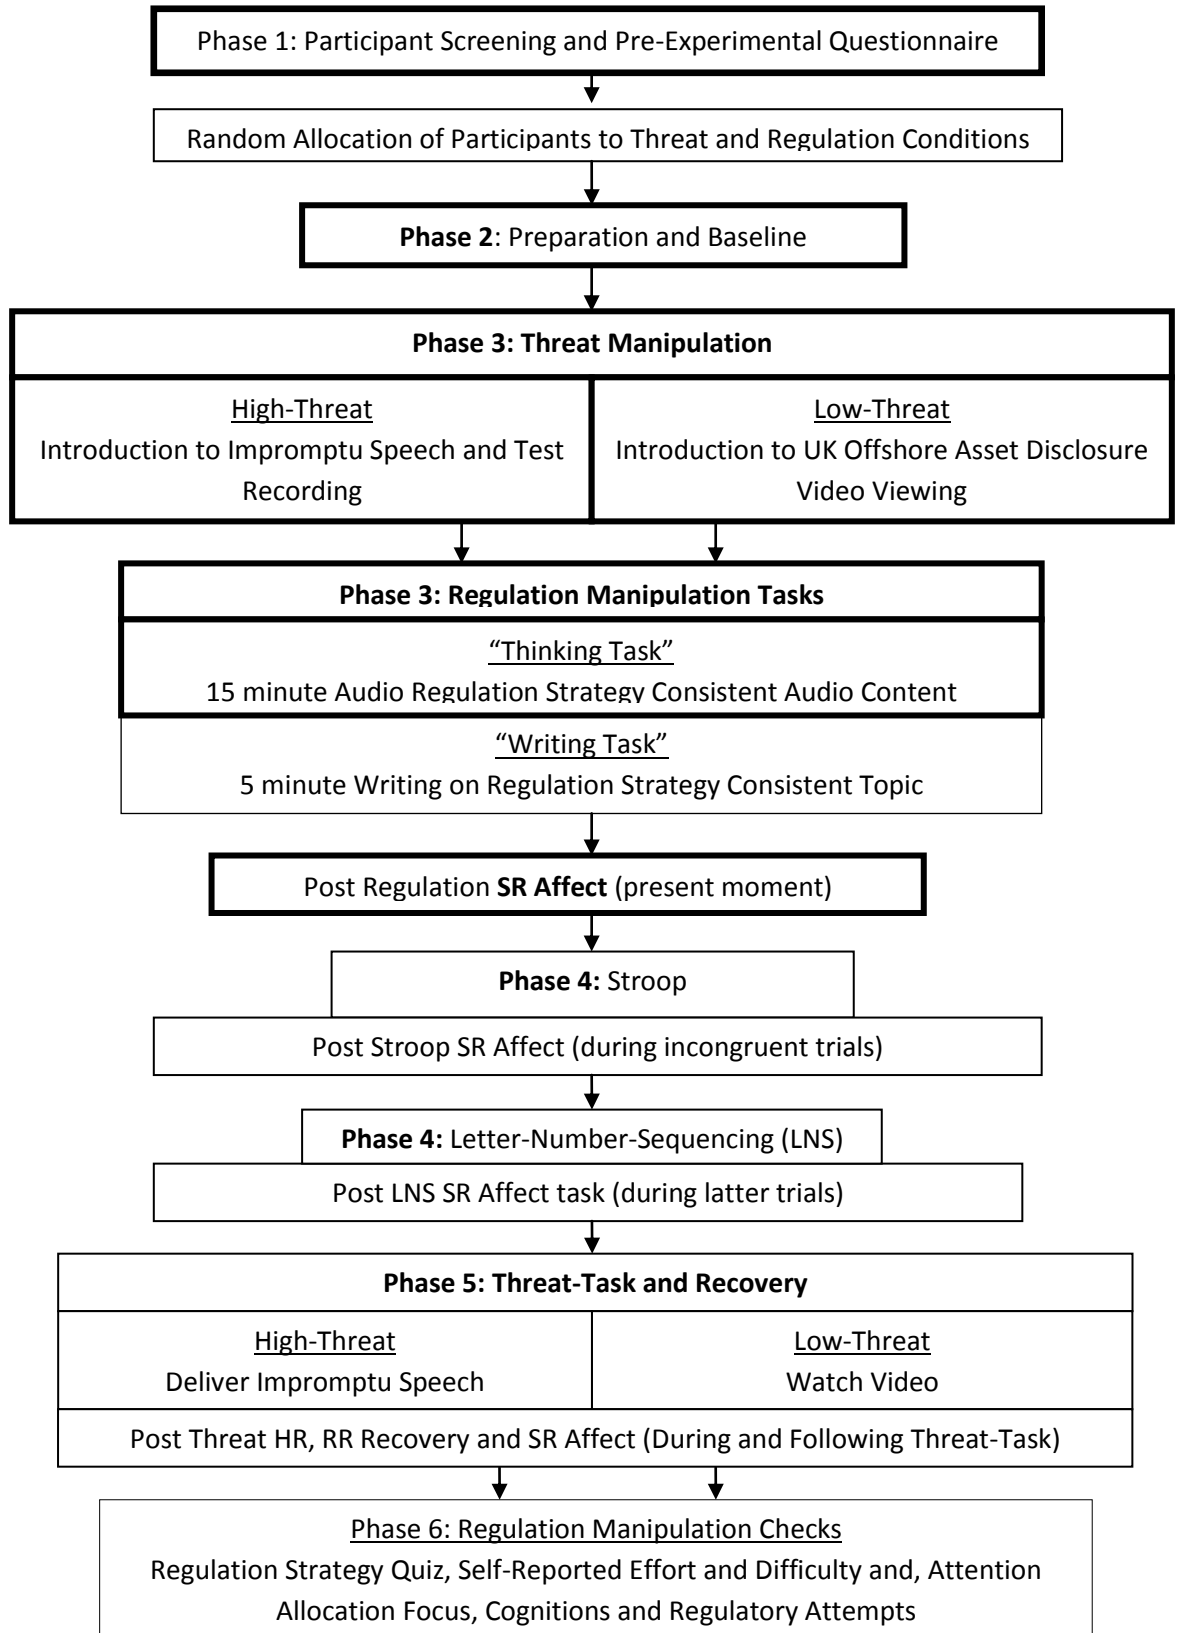 Phase 1: Participant Screening and Pre-Experimental Questionnaire
Random Allocation of Participants to Threat and Regulation Conditions
Phase 2: Preparation and Baseline
Phase 3: Threat Manipulation
High-Threat
Introduction to Impromptu Speech and Test
Recording
Low-Threat
Introduction to UK Offshore Asset Disclosure
Video Viewing
Phase 3: Regulation Manipulation Tasks
“Thinking Task”
15 minute Audio Regulation Strategy Consistent Audio Content
“Writing Task”
5 minute Writing on Regulation Strategy Consistent Topic
Post Regulation SR Affect (present moment)
Phase 4: Stroop
Post Stroop SR Affect (during incongruent trials)
Phase 4: Letter-Number-Sequencing (LNS)
Post LNS SR Affect task (during latter trials)
Phase 5: Threat-Task and Recovery
High-Threat
Deliver Impromptu Speech
Low-Threat
Watch Video
Post Threat HR, RR Recovery and SR Affect (During and Following Threat-Task)
Phase 6: Regulation Manipulation Checks
Regulation Strategy Quiz, Self-Reported Effort and Difficulty and, Attention
Allocation Focus, Cognitions and Regulatory Attempts